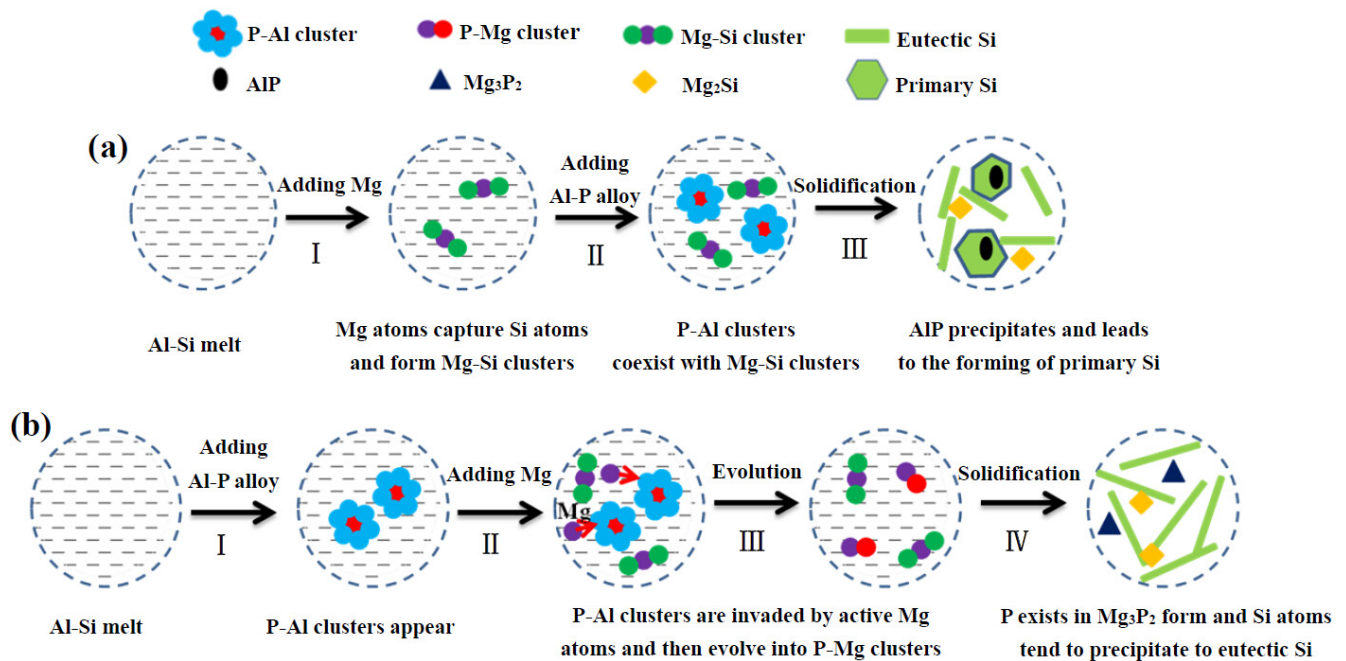 P-Al cluster
P-Mg cluster
Mg-Si cluster
Eutectic Si
AlP
Mg₃P₂
Mg₂Si
Primary Si
(a)
Adding Mg
I
Adding
Al-P alloy
II
Solidification
III
Al-Si melt
Mg atoms capture Si atoms
and form Mg-Si clusters
P-Al clusters
coexist with Mg-Si clusters
AlP precipitates and leads
to the forming of primary Si
(b)
Adding
Al-P alloy
I
Adding Mg
II
Mg
Evolution
III
Solidification
IV
Al-Si melt
P-Al clusters appear
P-Al clusters are invaded by active Mg
atoms and then evolve into P-Mg clusters
P exists in Mg₃P₂ form and Si atoms
tend to precipitate to eutectic Si